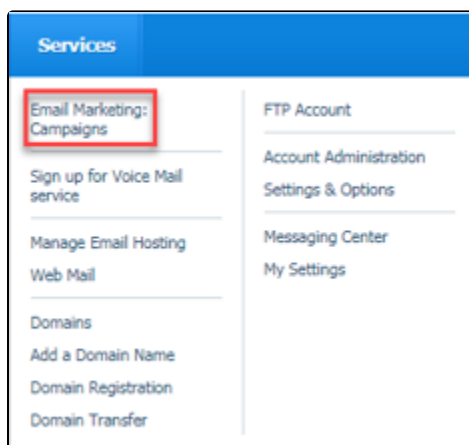 Services
Email Marketing:
Campaigns
Sign up for Voice Mail
service
Manage Email Hosting
Web Mail
Domains
Add a Domain Name
Domain Registration
Domain Transfer
FTP Account
Account Administration
Settings & Options
Messaging Center
My Settings